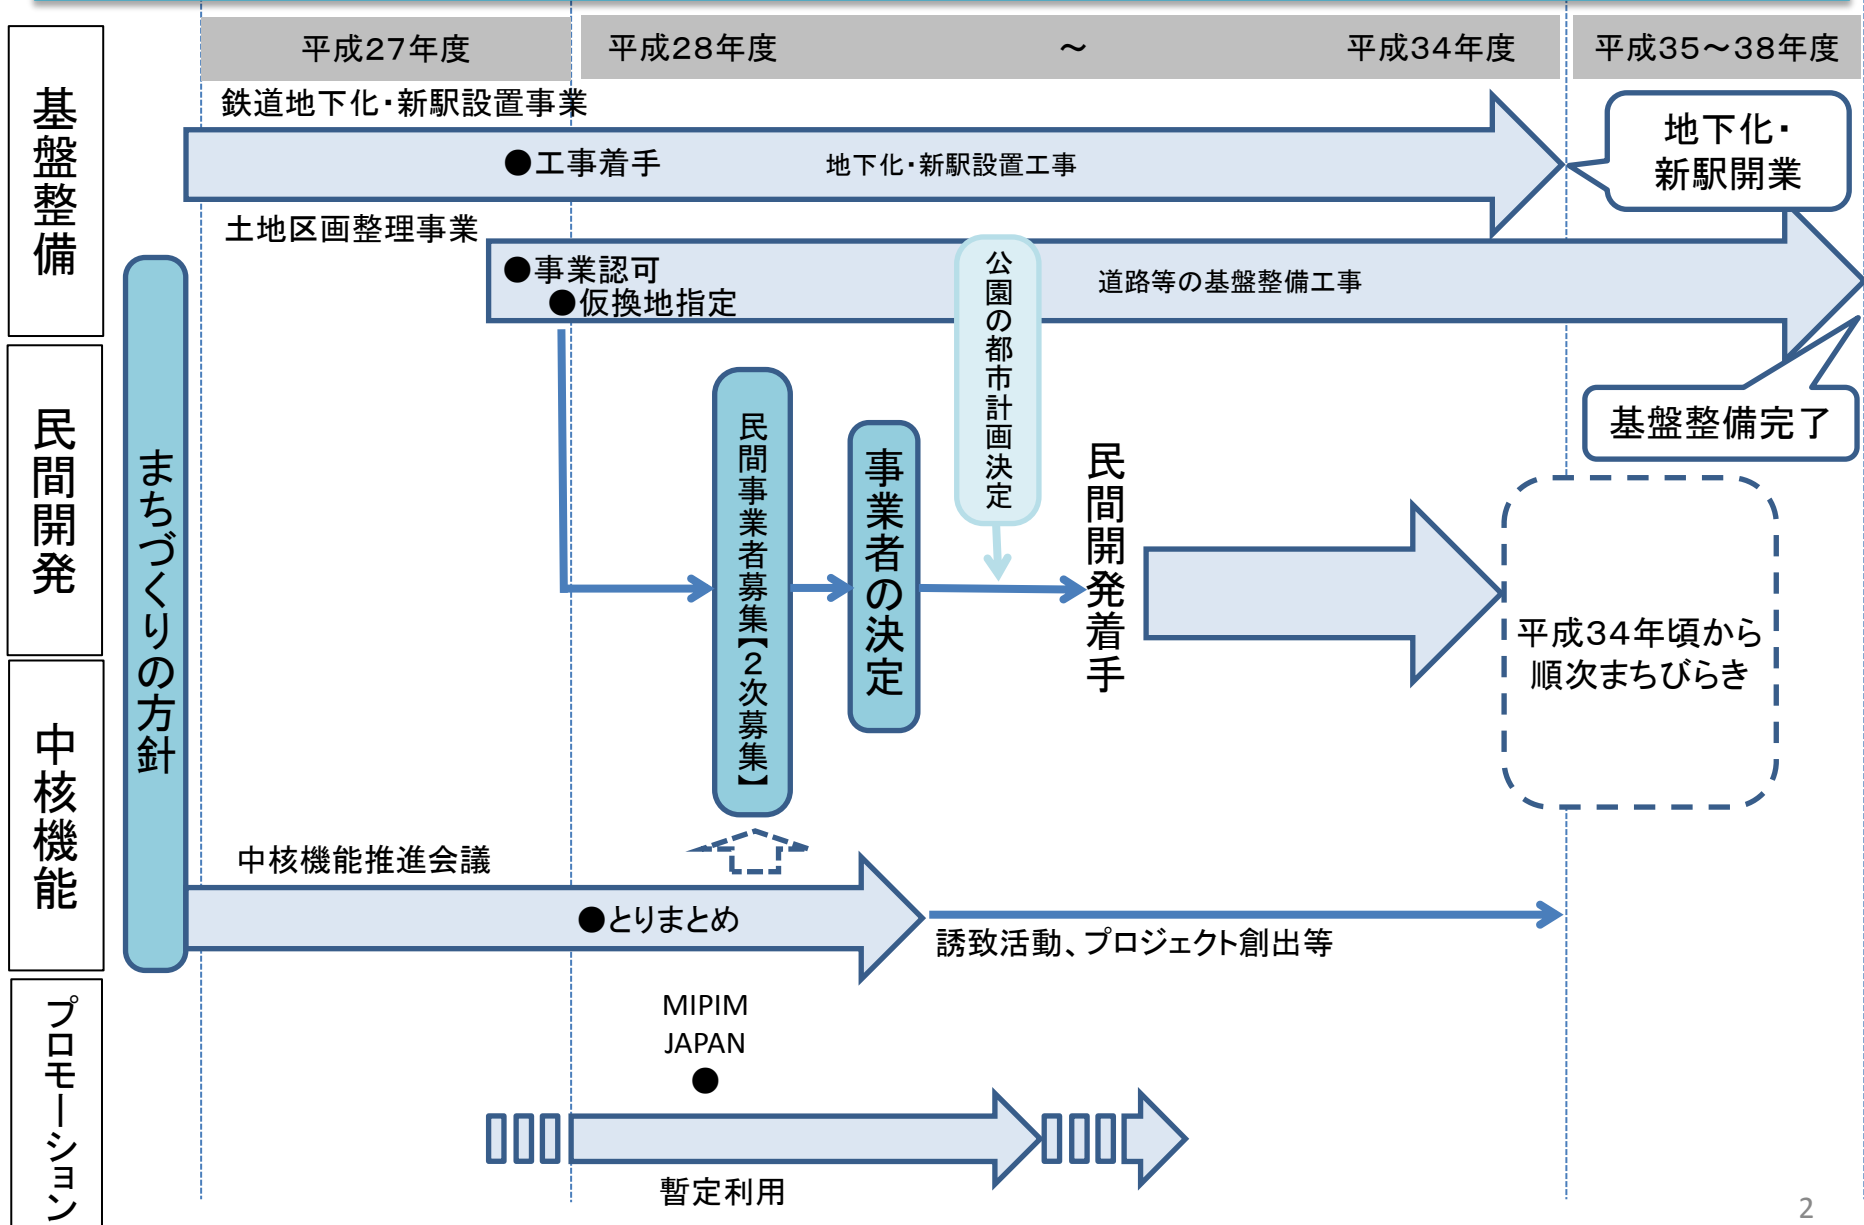 平成27年度
平成28年度
～
平成34年度
平成35～38年度
基盤整備
鉄道地下化・新駅設置事業
●工事着手
地下化・新駅設置工事
地下化・
新駅開業
土地区画整理事業
●事業認可
●仮換地指定
公園の都市計画決定
道路等の基盤整備工事
基盤整備完了
まちづくりの方針
民間開発
民間事業者募集【2次募集】
事業者の決定
民間開発着手
平成34年頃から
順次まちびらき
中核機能
中核機能推進会議
●とりまとめ
誘致活動、プロジェクト創出等
プロモーション
MIPIM
JAPAN
●
暫定利用
2